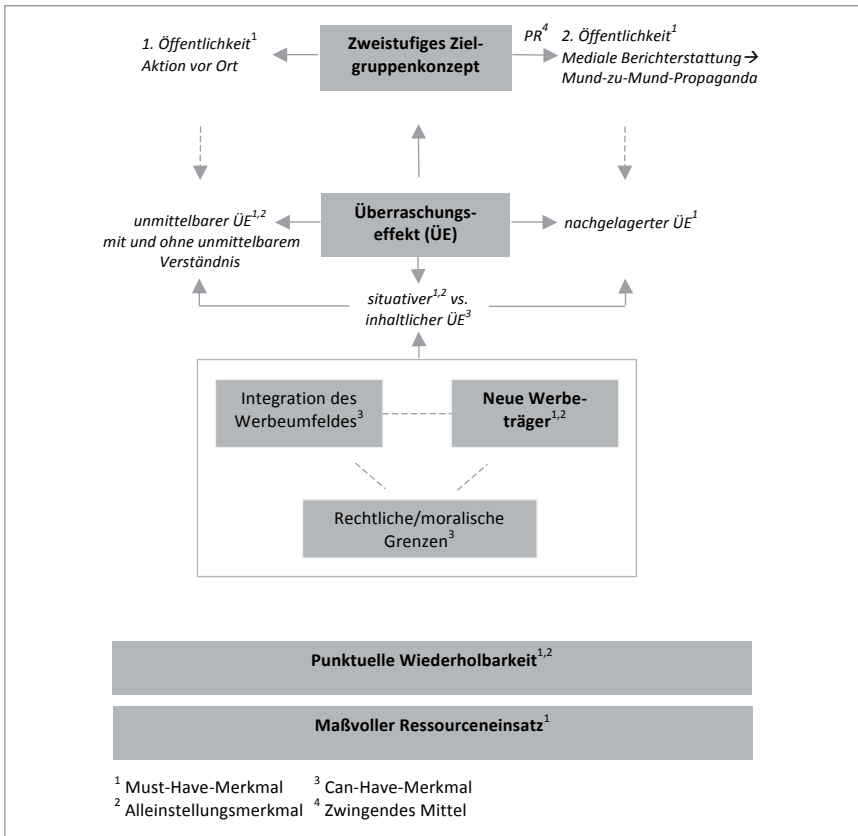 1. Öffentlichkeit¹
Aktion vor Ort
Zweistufiges Ziel-
gruppenkonzept
PR⁴
2. Öffentlichkeit¹
Mediale Berichterstattung →
Mund-zu-Mund-Propaganda
unmittelbarer ÜE¹,²
mit und ohne unmittelbarem
Verständnis
Überraschungs-
effekt (ÜE)
nachgelagerter ÜE¹
situativer¹,² vs.
inhaltlicher ÜE³
Integration des
Werbeumfeldes³
Neue Werbe-
träger¹,²
Rechtliche/moralische
Grenzen³
Punktuelle Wiederholbarkeit¹,²
Maßvoller Ressourceneinsatz¹
¹ Must-Have-Merkmal ³ Can-Have-Merkmal
² Alleinstellungsmerkmal ⁴ Zwingendes Mittel